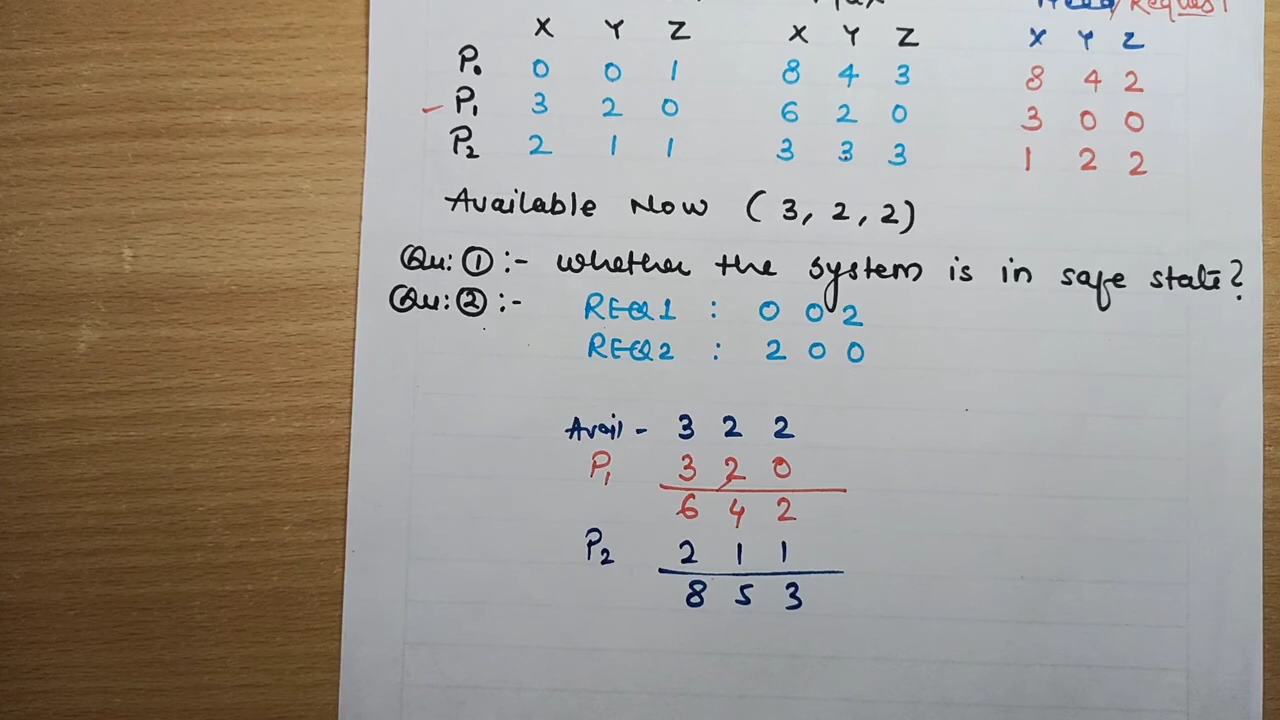 Max Need/Request
X Y Z X Y Z X Y Z
P0 0 0 1 8 4 3 8 4 2
P1 3 2 0 6 2 0 3 0 0
P2 2 1 1 3 3 3 1 2 2
Available Now (3, 2, 2)
Qu: ① :- whether the system is in safe state?
Qu: ② :- REQ1 : 0 0 2
REQ2 : 2 0 0
Avail - 3 2 2
P1 3 2 0
6 4 2
P2 2 1 1
8 5 3